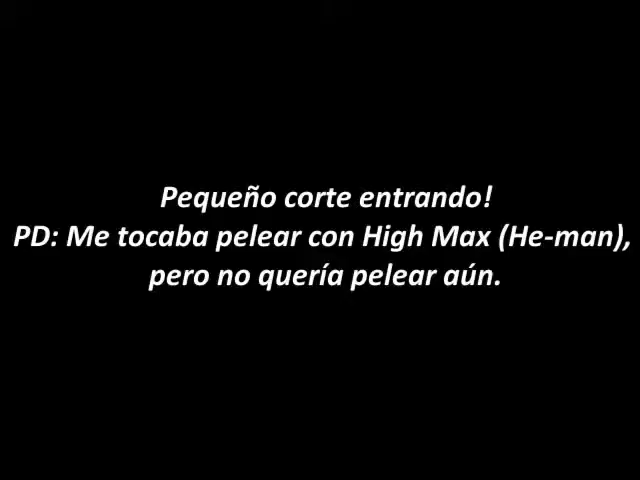 Pequeño corte entrando!
PD: Me tocaba pelear con High Max (He-man),
pero no quería pelear aún.